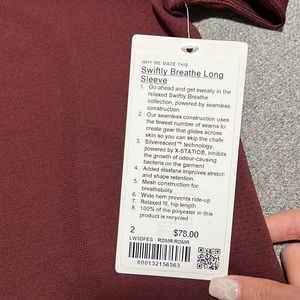 WHY WE MADE THIS
Swiftly Breathe Long
Sleeve
1. Go ahead and get sweaty in the
relaxed Swiftly Breathe
collection, powered by seamless
construction
2. Our seamless construction uses
the fewest number of seams to
create gear that glides across
skin so you can skip the chafe
3. Silverescent™ technology,
powered by X-STATIC®, inhibits
the growth of odour-causing
bacteria on the garment
4. Added elastane improves stretch
and shape retention
5. Mesh construction for
breathability
6. Wide hem prevents ride-up
7. Relaxed fit, hip length
8. 100% of the polyester in this
product is recycled
2 $78.00
LW3DFES RDMR/RDMR
000132156563